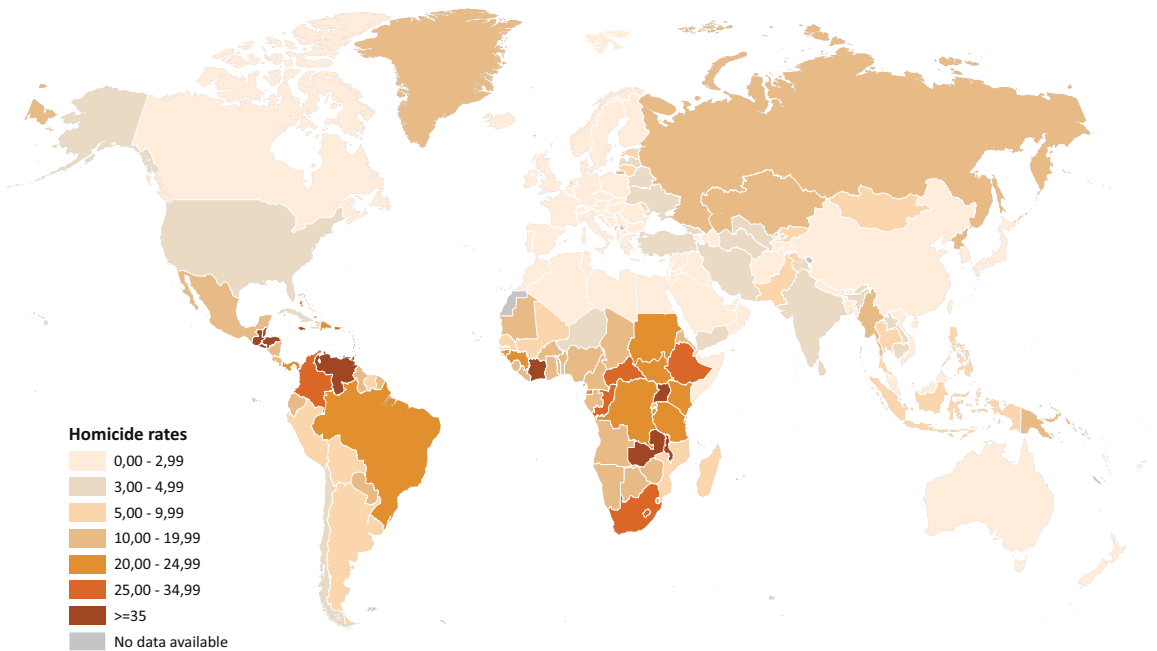 Homicide rates
0,00 - 2,99
3,00 - 4,99
5,00 - 9,99
10,00 - 19,99
20,00 - 24,99
25,00 - 34,99
>=35
No data available